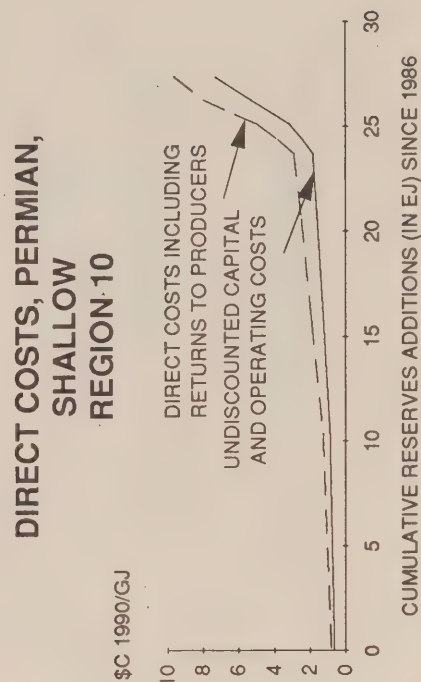 DIRECT COSTS, PERMIAN,
SHALLOW
REGION 10
$C 1990/GJ
10
8
6
4
2
0
DIRECT COSTS INCLUDING
RETURNS TO PRODUCERS
UNDISCOUNTED CAPITAL
AND OPERATING COSTS
0 5 10 15 20 25 30
CUMULATIVE RESERVES ADDITIONS (IN EJ) SINCE 1986